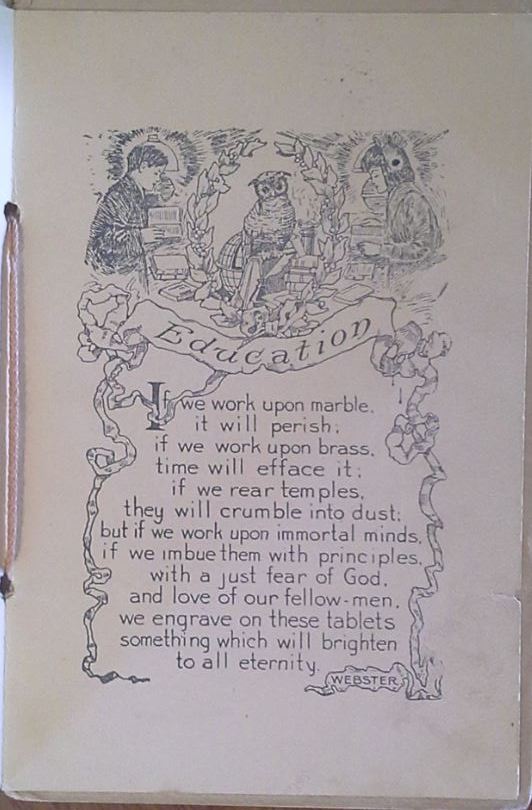 Education
If we work upon marble,
it will perish;
if we work upon brass,
time will efface it;
if we rear temples,
they will crumble into dust;
but if we work upon immortal minds,
if we imbue them with principles,
with a just fear of God,
and love of our fellow-men,
we engrave on these tablets
something which will brighten
to all eternity.
WEBSTER